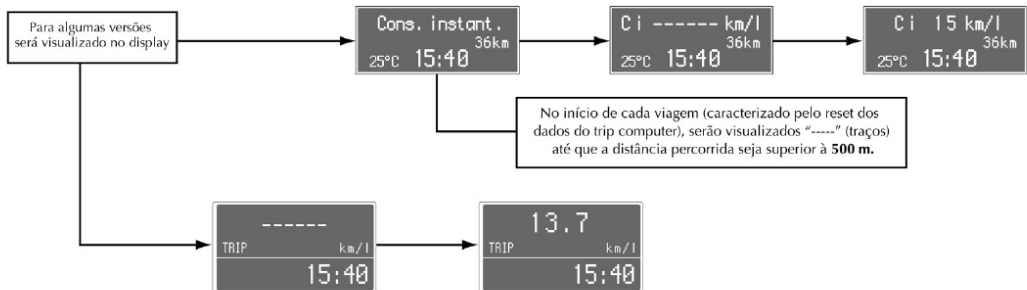 Para algumas versões
será visualizado no display
Cons. instant.
36km
25°C 15:40
Ci ------ km/l
36km
25°C 15:40
Ci 15 km/l
36km
25°C 15:40
No início de cada viagem (caracterizado pelo reset dos
dados do trip computer), serão visualizados “-----” (traços)
até que a distância percorrida seja superior à 500 m.
------
TRIP km/l
15:40
13.7
TRIP km/l
15:40